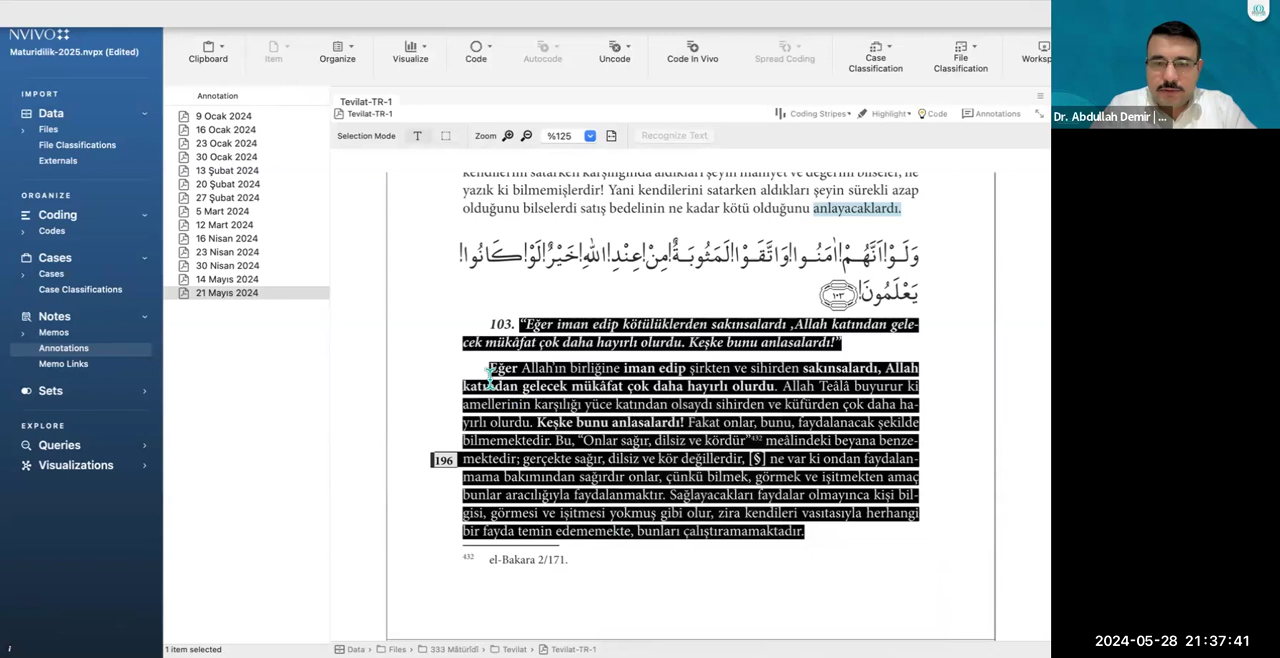 NVIVO
Maturidilik-2025.nvpx (Edited)
IMPORT
Data
Files
File Classifications
Externals
ORGANIZE
Coding
Codes
Cases
Cases
Case Classifications
Notes
Memos
Annotations
Memo Links
Sets
EXPLORE
Queries
Visualizations
Clipboard
Item
Organize
Visualize
Code
Autocode
Uncode
Code In Vivo
Spread Coding
Case
Classification
File
Classification
Worksp
Annotation
9 Ocak 2024
16 Ocak 2024
23 Ocak 2024
30 Ocak 2024
13 Şubat 2024
20 Şubat 2024
27 Şubat 2024
5 Mart 2024
12 Mart 2024
16 Nisan 2024
23 Nisan 2024
30 Nisan 2024
14 Mayıs 2024
21 Mayıs 2024
1 item selected
Tevilat-TR-1
Tevilat-TR-1
Coding Stripes
Highlight
Code
Annotations
Selection Mode
T
Zoom
%125
Recognize Text
kendilerini satarken karşılığında aldıkları şeyin mahiyet ve değerini bilseler, ne
yazık ki bilmemişlerdir! Yani kendilerini satarken aldıkları şeyin sürekli azap
olduğunu bilselerdi satış bedelinin ne kadar kötü olduğunu anlayacaklardı.
وَلَوْ اَنَّهُمْ اٰمَنُوا وَاتَّقَوْا لَمَثُوبَةٌ مِنْ عِنْدِ اللّٰهِ خَيْرٌ لَوْ كَانُوا
يَعْلَمُونَ ﴿١٠٣﴾
103. “Eğer iman edip kötülüklerden sakınsalardı ,Allah katından gele-
cek mükâfat çok daha hayırlı olurdu. Keşke bunu anlasalardı!”
Eğer Allah'ın birliğine iman edip şirkten ve sihirden sakınsalardı, Allah
katından gelecek mükâfat çok daha hayırlı olurdu. Allah Teâlâ buyurur ki
amellerinin karşılığı yüce katından olsaydı sihirden ve küfürden çok daha ha-
yırlı olurdu. Keşke bunu anlasalardı! Fakat onlar, bunu, faydalanacak şekilde
bilmemektedir. Bu, “Onlar sağır, dilsiz ve kördür”432 meâlindeki beyana benze-
196 mektedir; gerçekte sağır, dilsiz ve kör değillerdir, [§] ne var ki ondan faydalan-
mama bakımından sağırdır onlar, çünkü bilmek, görmek ve işitmekten amaç
bunlar aracılığıyla faydalanmaktır. Sağlayacakları faydalar olmayınca kişi bil-
gisi, görmesi ve işitmesi yokmuş gibi olur, zira kendileri vasıtasıyla herhangi
bir fayda temin edememekte, bunları çalıştıramamaktadır.
432 el-Bakara 2/171.
Data > Files > 333 Mâtürîdî > Tevilat > Tevilat-TR-1
Dr. Abdullah Demir | ...
2024-05-28 21:37:41